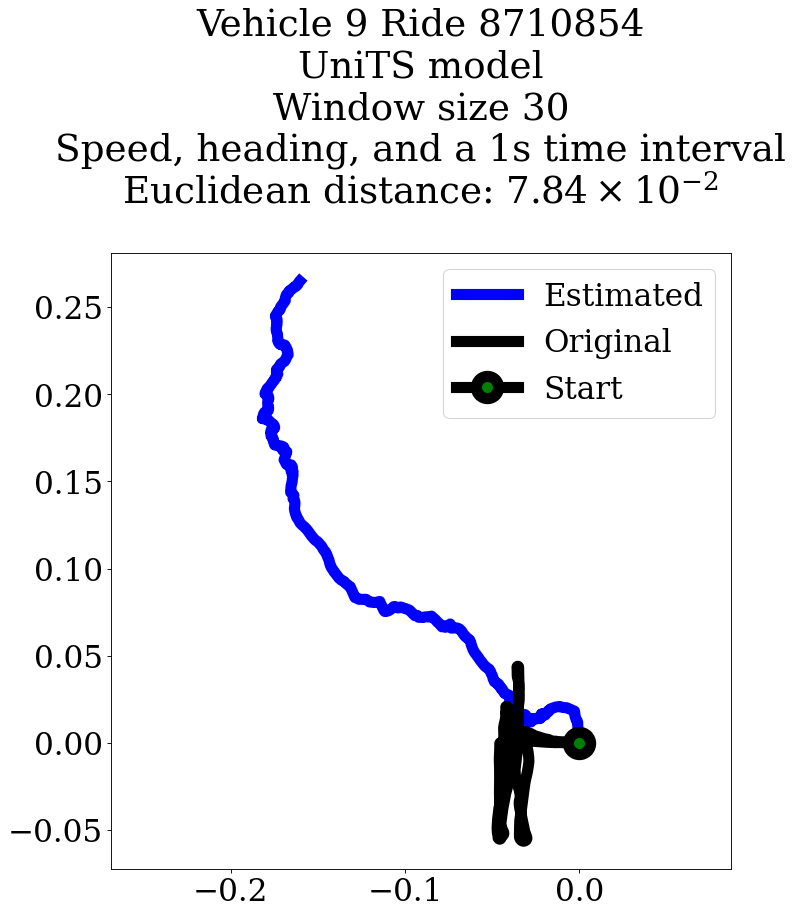 Vehicle 9 Ride 8710854
UniTS model
Window size 30
Speed, heading, and a 1s time interval
Euclidean distance: 7.84 × 10⁻²
Estimated
Original
Start
0.25
0.20
0.15
0.10
0.05
0.00
−0.05
−0.2 −0.1 0.0